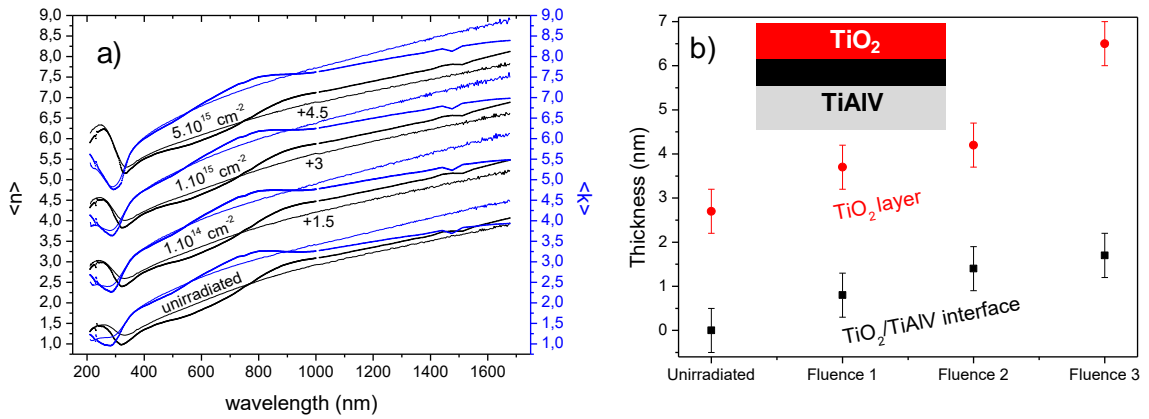 a)
<n>
9,0
8,5
8,0
7,5
7,0
6,5
6,0
5,5
5,0
4,5
4,0
3,5
3,0
2,5
2,0
1,5
1,0
5.10¹⁵ cm⁻²
+4.5
1.10¹⁵ cm⁻²
+3
1.10¹⁴ cm⁻²
+1.5
unirradiated
9,0
8,5
8,0
7,5
7,0
6,5
6,0
5,5
5,0
4,5
4,0
3,5
3,0
2,5
2,0
1,5
1,0
<k>
200 400 600 800 1000 1200 1400 1600
wavelength (nm)
b)
Thickness (nm)
7
6
5
4
3
2
1
0
TiO₂
TiAlV
TiO₂ layer
TiO₂/TiAlV interface
Unirradiated Fluence 1 Fluence 2 Fluence 3